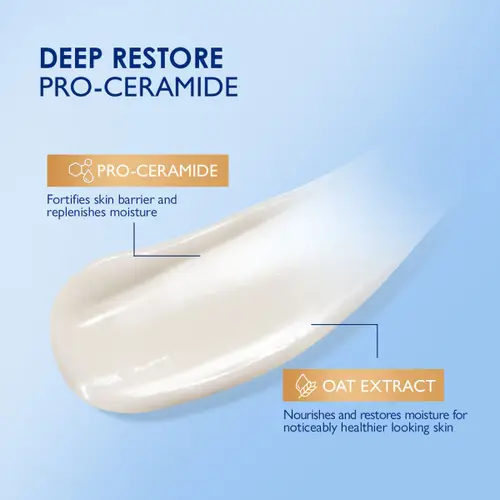 DEEP RESTORE
PRO-CERAMIDE
PRO-CERAMIDE
Fortifies skin barrier and
replenishes moisture
OAT EXTRACT
Nourishes and restores moisture for
noticeably healthier looking skin